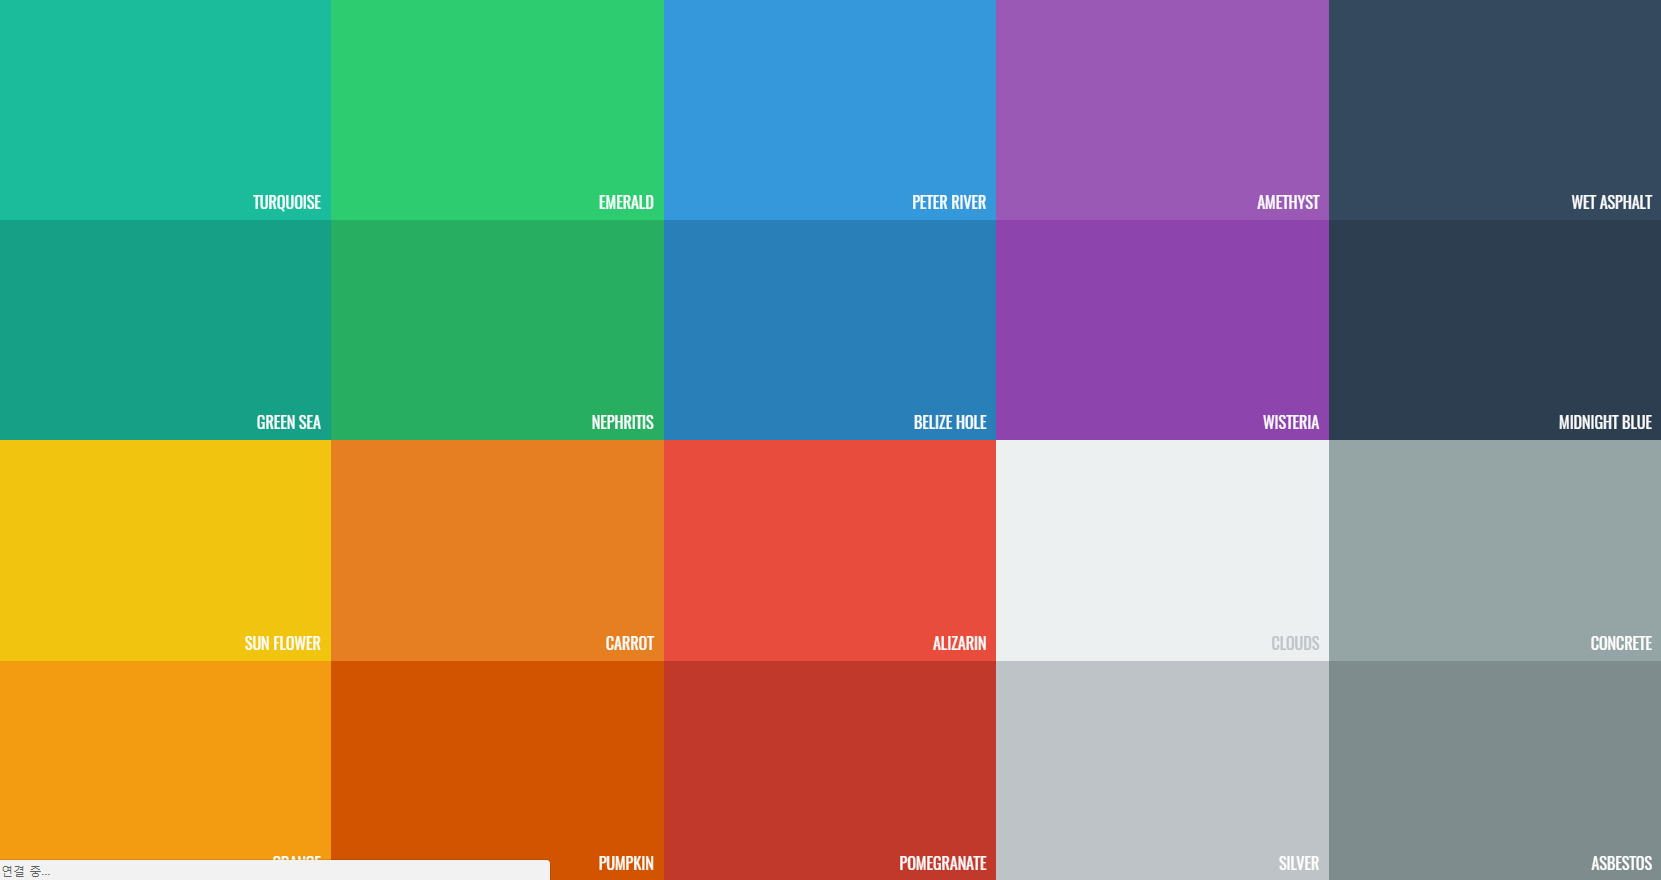 TURQUOISE
EMERALD
PETER RIVER
AMETHYST
WET ASPHALT
GREEN SEA
NEPHRITIS
BELIZE HOLE
WISTERIA
MIDNIGHT BLUE
SUN FLOWER
CARROT
ALIZARIN
CLOUDS
CONCRETE
ORANGE
PUMPKIN
POMEGRANATE
SILVER
ASBESTOS
연결 중...